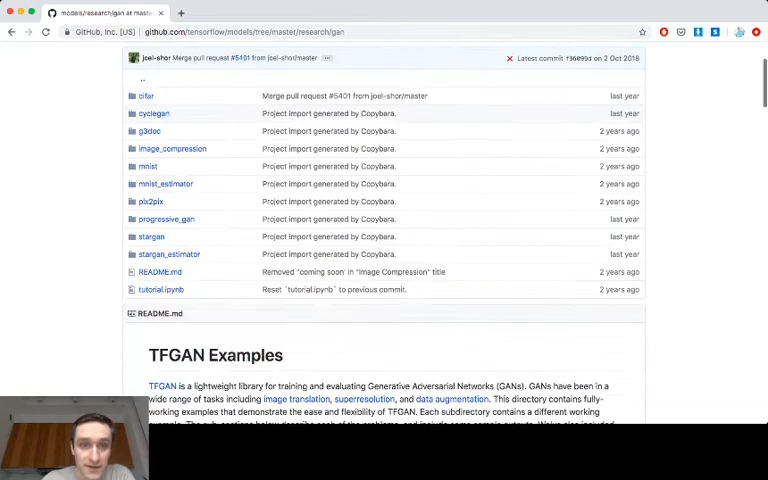 models/research/gan at maste
GitHub, Inc. [US]
github.com/tensorflow/models/tree/master/research/gan
joel-shor Merge pull request #5401 from joel-shor/master
Latest commit f36e99d on 2 Oct 2018
..
cifar Merge pull request #5401 from joel-shor/master last year
cyclegan Project import generated by Copybara. last year
g3doc Project import generated by Copybara. 2 years ago
image_compression Project import generated by Copybara. 2 years ago
mnist Project import generated by Copybara. 2 years ago
mnist_estimator Project import generated by Copybara. 2 years ago
pix2pix Project import generated by Copybara. 2 years ago
progressive_gan Project import generated by Copybara. last year
stargan Project import generated by Copybara. last year
stargan_estimator Project import generated by Copybara. last year
README.md Removed 'coming soon' in "Image Compression" title 2 years ago
tutorial.ipynb Reset `tutorial.ipynb` to previous commit. 2 years ago
README.md
TFGAN Examples
TFGAN is a lightweight library for training and evaluating Generative Adversarial Networks (GANs). GANs have been in a
wide range of tasks including image translation, superresolution, and data augmentation. This directory contains fully-
working examples that demonstrate the ease and flexibility of TFGAN. Each subdirectory contains a different working